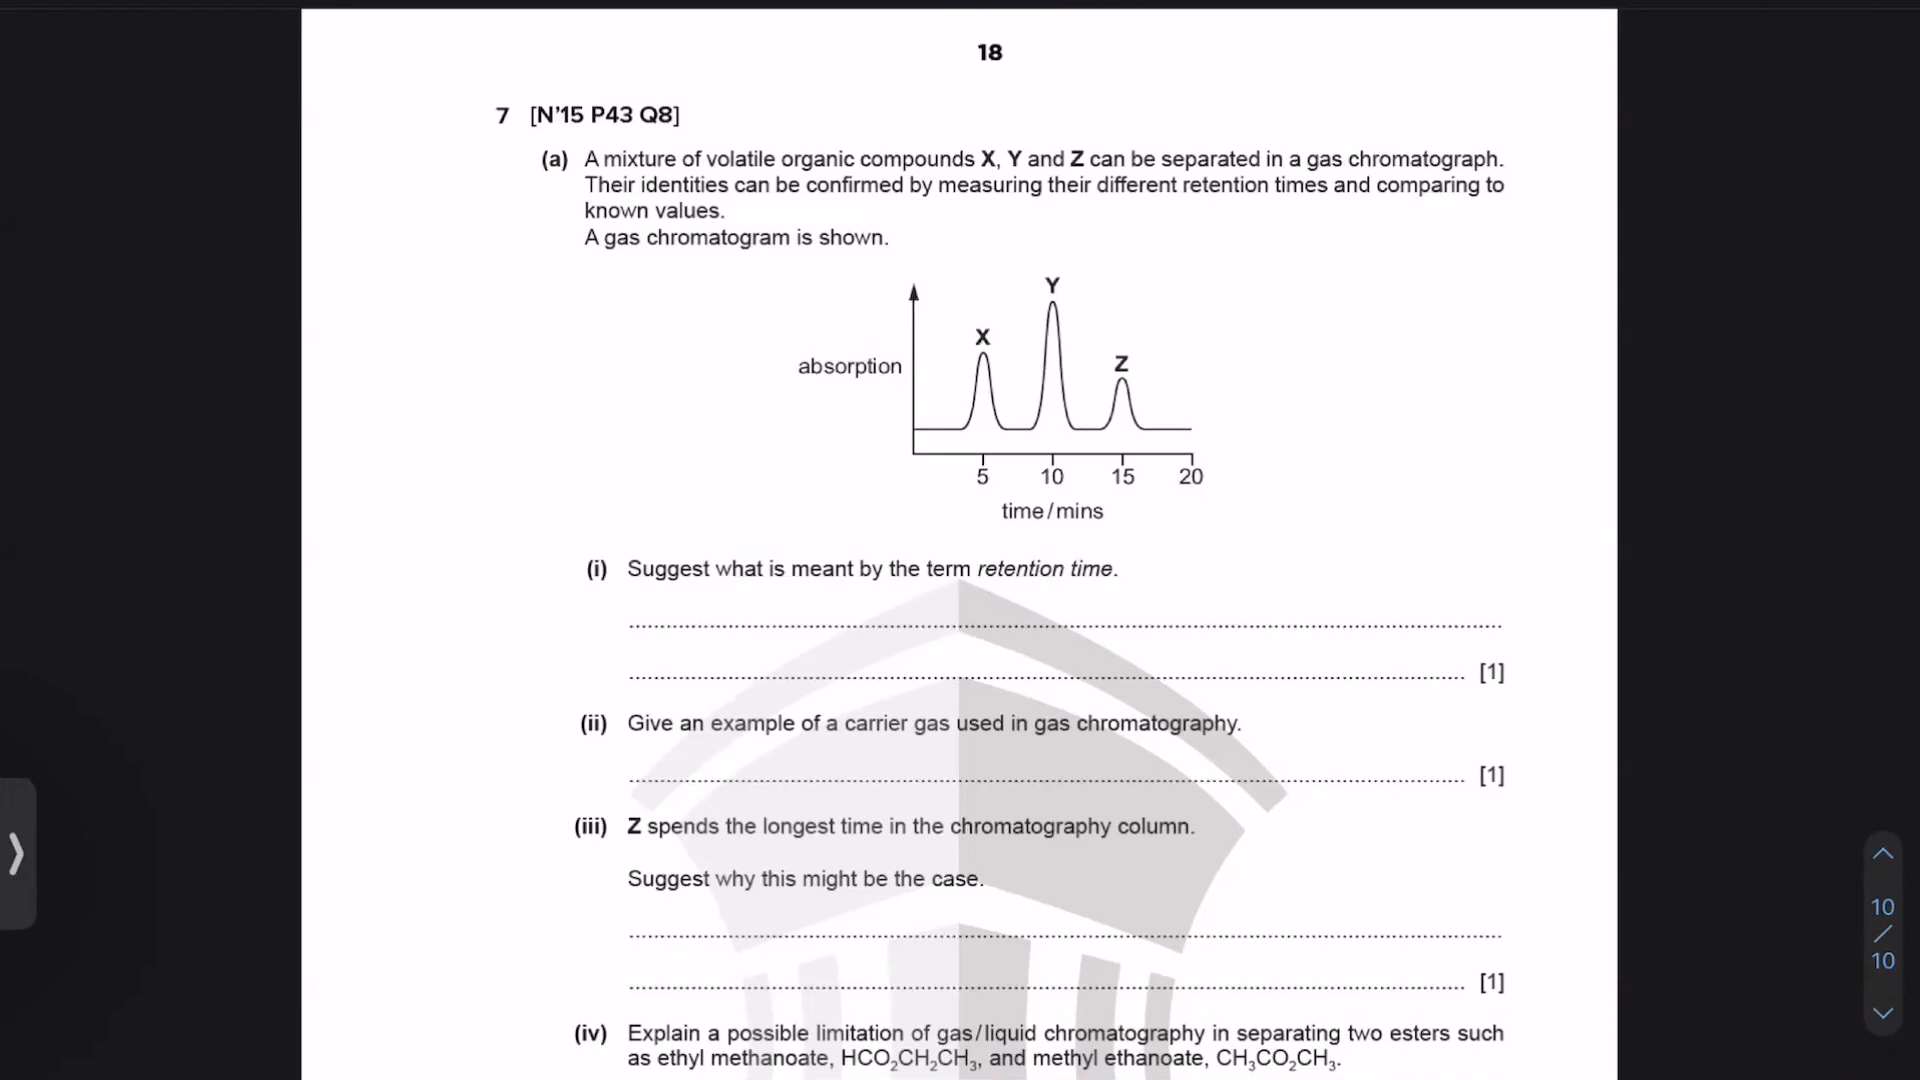 18
7 [N’15 P43 Q8]
(a) A mixture of volatile organic compounds X, Y and Z can be separated in a gas chromatograph.
Their identities can be confirmed by measuring their different retention times and comparing to
known values.
A gas chromatogram is shown.
Y
X
Z
absorption
5 10 15 20
time/mins
(i) Suggest what is meant by the term retention time.
[1]
(ii) Give an example of a carrier gas used in gas chromatography.
[1]
(iii) Z spends the longest time in the chromatography column.
Suggest why this might be the case.
[1]
(iv) Explain a possible limitation of gas/liquid chromatography in separating two esters such
as ethyl methanoate, HCO₂CH₂CH₃, and methyl ethanoate, CH₃CO₂CH₃.
10
/
10